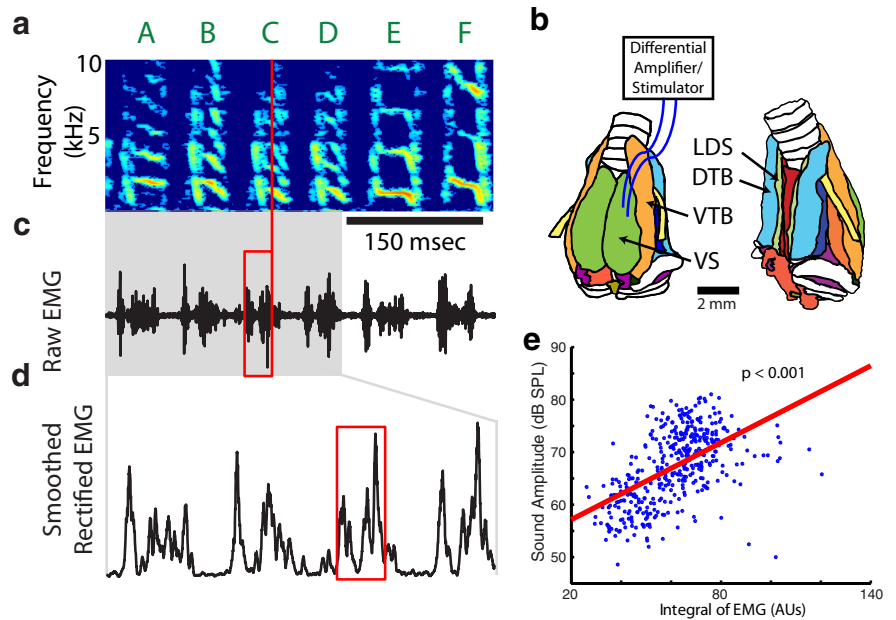 a
A B C D E F
10
5
Frequency
(kHz)
150 msec
b
Differential
Amplifier/
Stimulator
LDS
DTB
VTB
VS
2 mm
c
Raw EMG
d
Smoothed
Rectified EMG
e
p < 0.001
Sound Amplitude (dB SPL)
90
80
70
60
50
20
80
140
Integral of EMG (AUs)